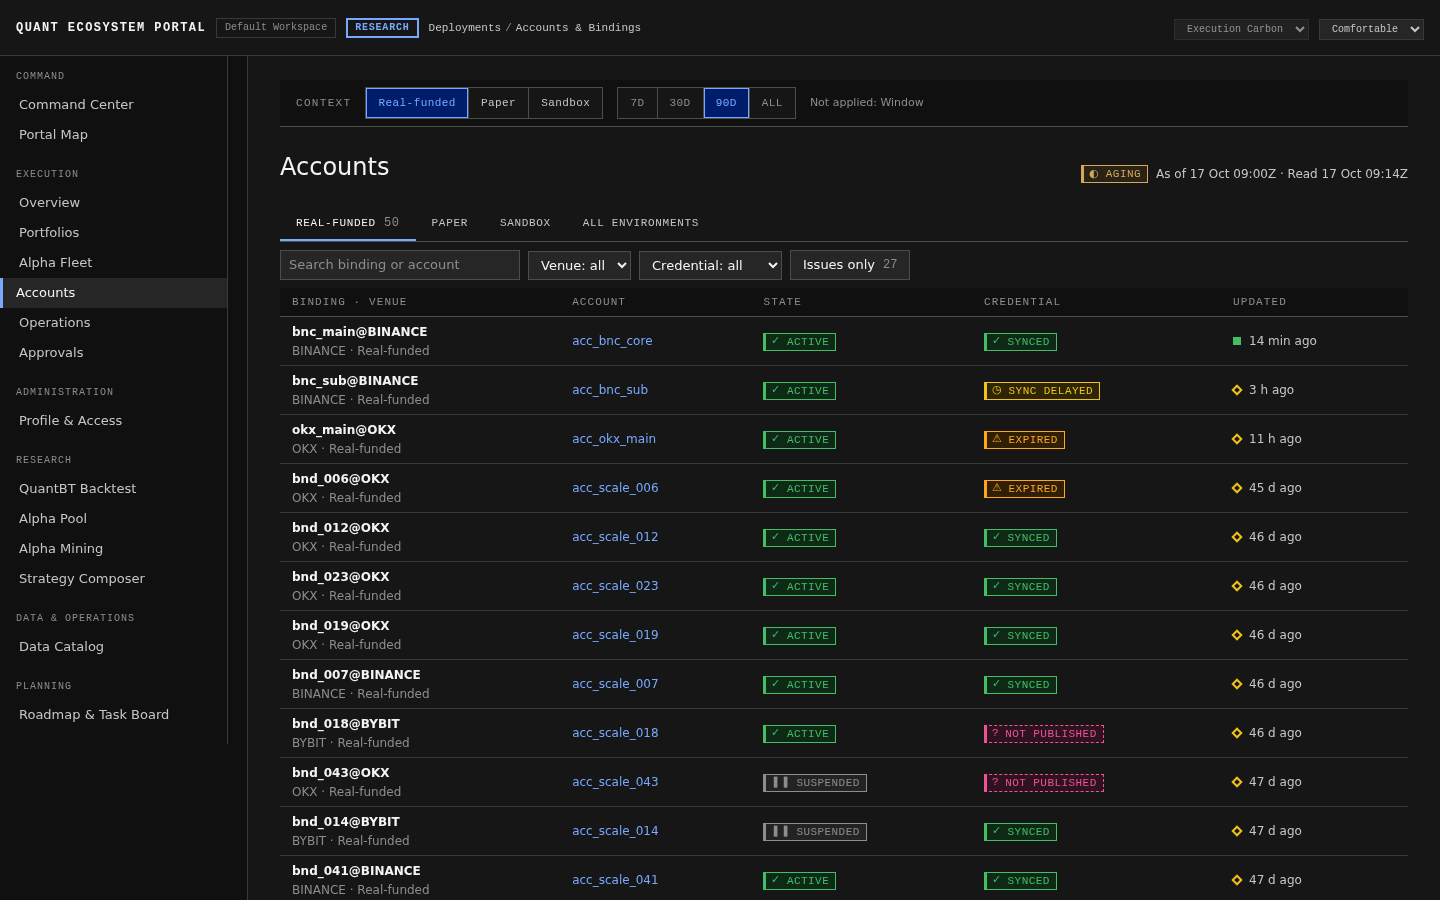 QUANT ECOSYSTEM PORTAL Default Workspace RESEARCH Deployments / Accounts & Bindings Execution Carbon Comfortable
COMMAND
Command Center
Portal Map
EXECUTION
Overview
Portfolios
Alpha Fleet
Accounts
Operations
Approvals
ADMINISTRATION
Profile & Access
RESEARCH
QuantBT Backtest
Alpha Pool
Alpha Mining
Strategy Composer
DATA & OPERATIONS
Data Catalog
PLANNING
Roadmap & Task Board
CONTEXT Real-funded Paper Sandbox 7D 30D 90D ALL Not applied: Window
Accounts
AGING As of 17 Oct 09:00Z · Read 17 Oct 09:14Z
REAL-FUNDED 50 PAPER SANDBOX ALL ENVIRONMENTS
Search binding or account Venue: all Credential: all Issues only 27
BINDING · VENUE ACCOUNT STATE CREDENTIAL UPDATED
bnc_main@BINANCE
BINANCE · Real-funded acc_bnc_core ✓ ACTIVE ✓ SYNCED 14 min ago
bnc_sub@BINANCE
BINANCE · Real-funded acc_bnc_sub ✓ ACTIVE SYNC DELAYED 3 h ago
okx_main@OKX
OKX · Real-funded acc_okx_main ✓ ACTIVE ⚠ EXPIRED 11 h ago
bnd_006@OKX
OKX · Real-funded acc_scale_006 ✓ ACTIVE ⚠ EXPIRED 45 d ago
bnd_012@OKX
OKX · Real-funded acc_scale_012 ✓ ACTIVE ✓ SYNCED 46 d ago
bnd_023@OKX
OKX · Real-funded acc_scale_023 ✓ ACTIVE ✓ SYNCED 46 d ago
bnd_019@OKX
OKX · Real-funded acc_scale_019 ✓ ACTIVE ✓ SYNCED 46 d ago
bnd_007@BINANCE
BINANCE · Real-funded acc_scale_007 ✓ ACTIVE ✓ SYNCED 46 d ago
bnd_018@BYBIT
BYBIT · Real-funded acc_scale_018 ✓ ACTIVE ? NOT PUBLISHED 46 d ago
bnd_043@OKX
OKX · Real-funded acc_scale_043 SUSPENDED ? NOT PUBLISHED 47 d ago
bnd_014@BYBIT
BYBIT · Real-funded acc_scale_014 SUSPENDED ✓ SYNCED 47 d ago
bnd_041@BINANCE
BINANCE · Real-funded acc_scale_041 ✓ ACTIVE ✓ SYNCED 47 d ago